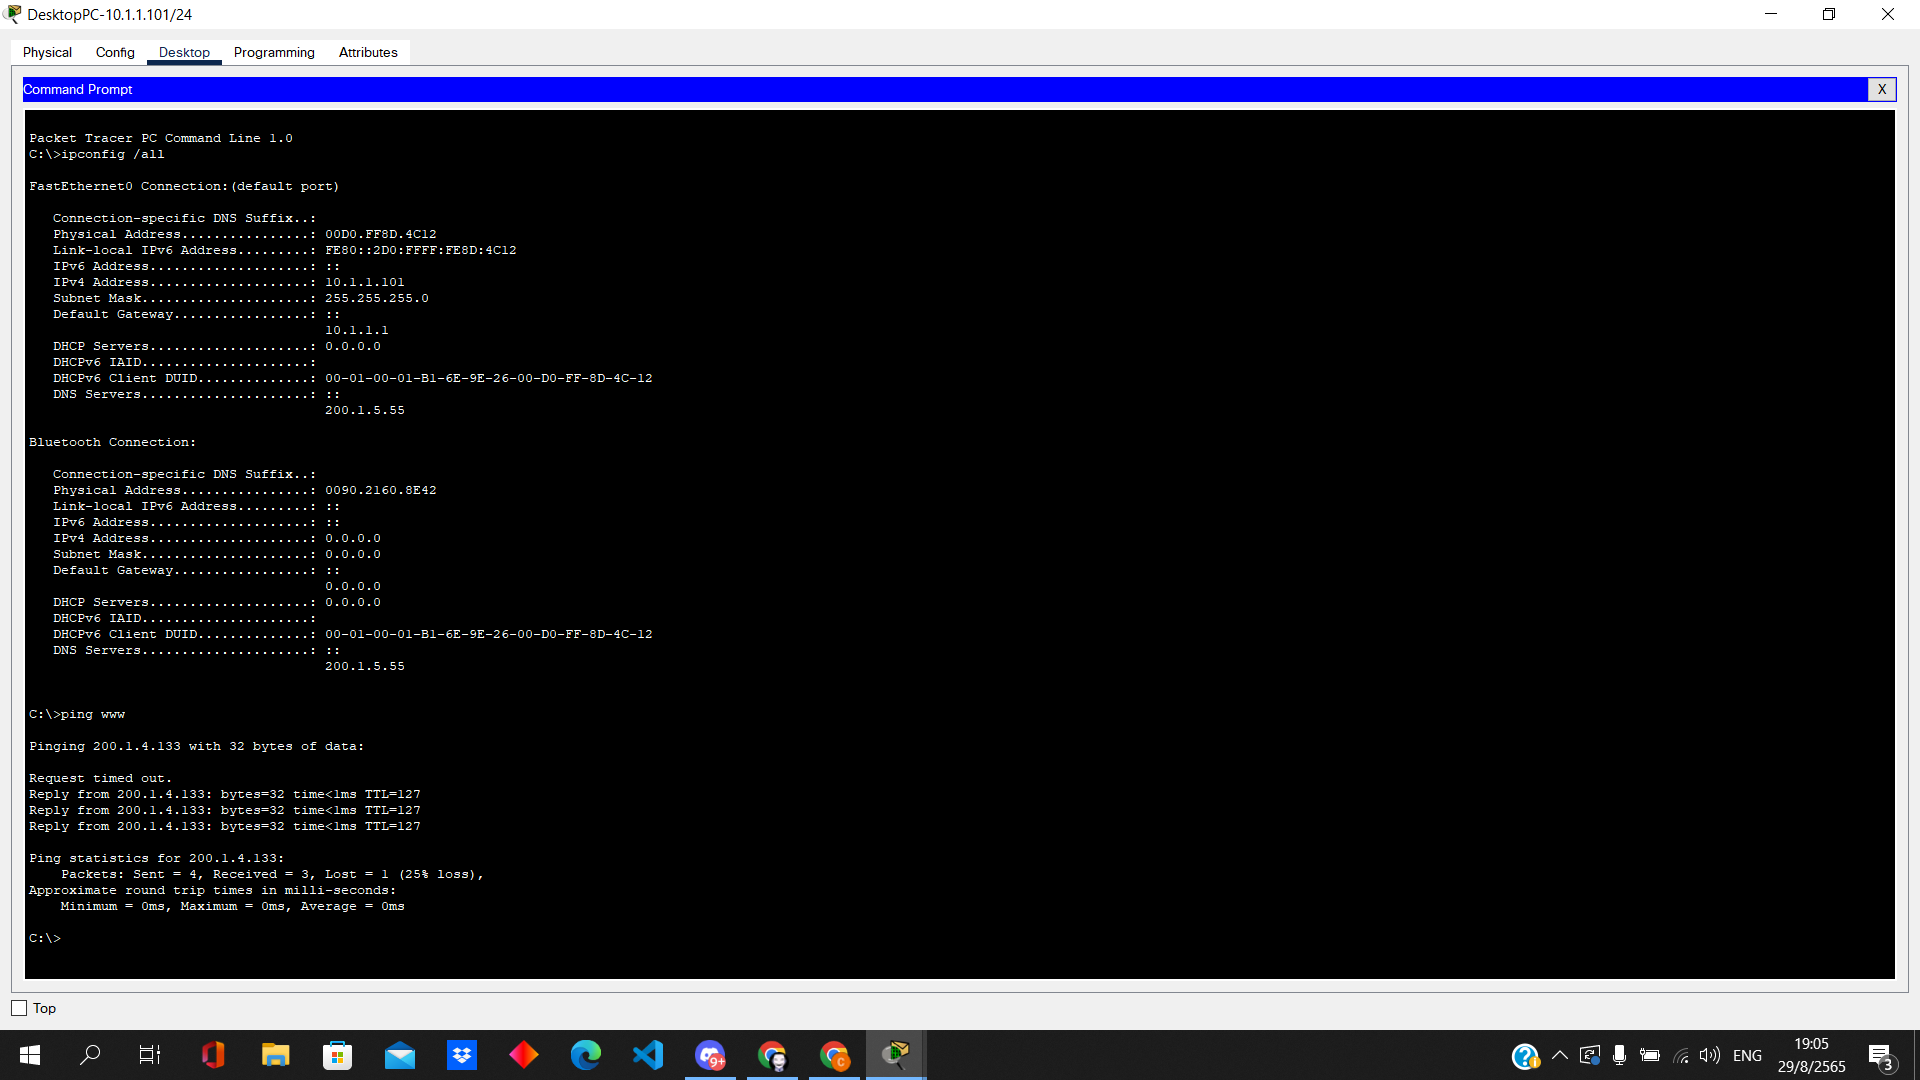 DesktopPC-10.1.1.101/24
Physical Config Desktop Programming Attributes
Command Prompt X
Packet Tracer PC Command Line 1.0
C:\>ipconfig /all
FastEthernet0 Connection:(default port)
Connection-specific DNS Suffix..:
Physical Address................: 00D0.FF8D.4C12
Link-local IPv6 Address.........: FE80::2D0:FFFF:FE8D:4C12
IPv6 Address....................: ::
IPv4 Address....................: 10.1.1.101
Subnet Mask.....................: 255.255.255.0
Default Gateway.................: ::
10.1.1.1
DHCP Servers....................: 0.0.0.0
DHCPv6 IAID.....................:
DHCPv6 Client DUID..............: 00-01-00-01-B1-6E-9E-26-00-D0-FF-8D-4C-12
DNS Servers.....................: ::
200.1.5.55
Bluetooth Connection:
Connection-specific DNS Suffix..:
Physical Address................: 0090.2160.8E42
Link-local IPv6 Address.........: ::
IPv6 Address....................: ::
IPv4 Address....................: 0.0.0.0
Subnet Mask.....................: 0.0.0.0
Default Gateway.................: ::
0.0.0.0
DHCP Servers....................: 0.0.0.0
DHCPv6 IAID.....................:
DHCPv6 Client DUID..............: 00-01-00-01-B1-6E-9E-26-00-D0-FF-8D-4C-12
DNS Servers.....................: ::
200.1.5.55
C:\>ping www
Pinging 200.1.4.133 with 32 bytes of data:
Request timed out.
Reply from 200.1.4.133: bytes=32 time<1ms TTL=127
Reply from 200.1.4.133: bytes=32 time<1ms TTL=127
Reply from 200.1.4.133: bytes=32 time<1ms TTL=127
Ping statistics for 200.1.4.133:
Packets: Sent = 4, Received = 3, Lost = 1 (25% loss),
Approximate round trip times in milli-seconds:
Minimum = 0ms, Maximum = 0ms, Average = 0ms
C:\>
Top
9+
C
ENG
19:05
29/8/2565
3